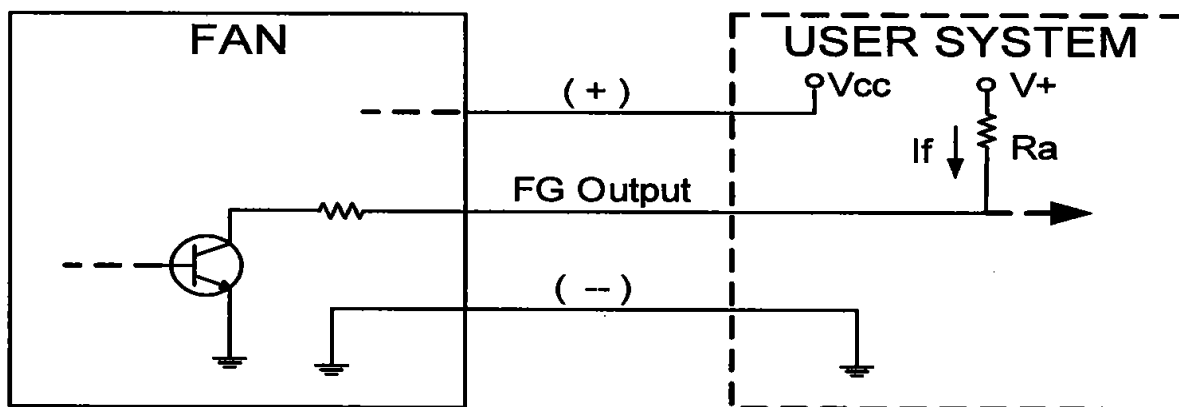 FAN
USER SYSTEM
( + )
Vcc
V+
If
Ra
FG Output
( -- )